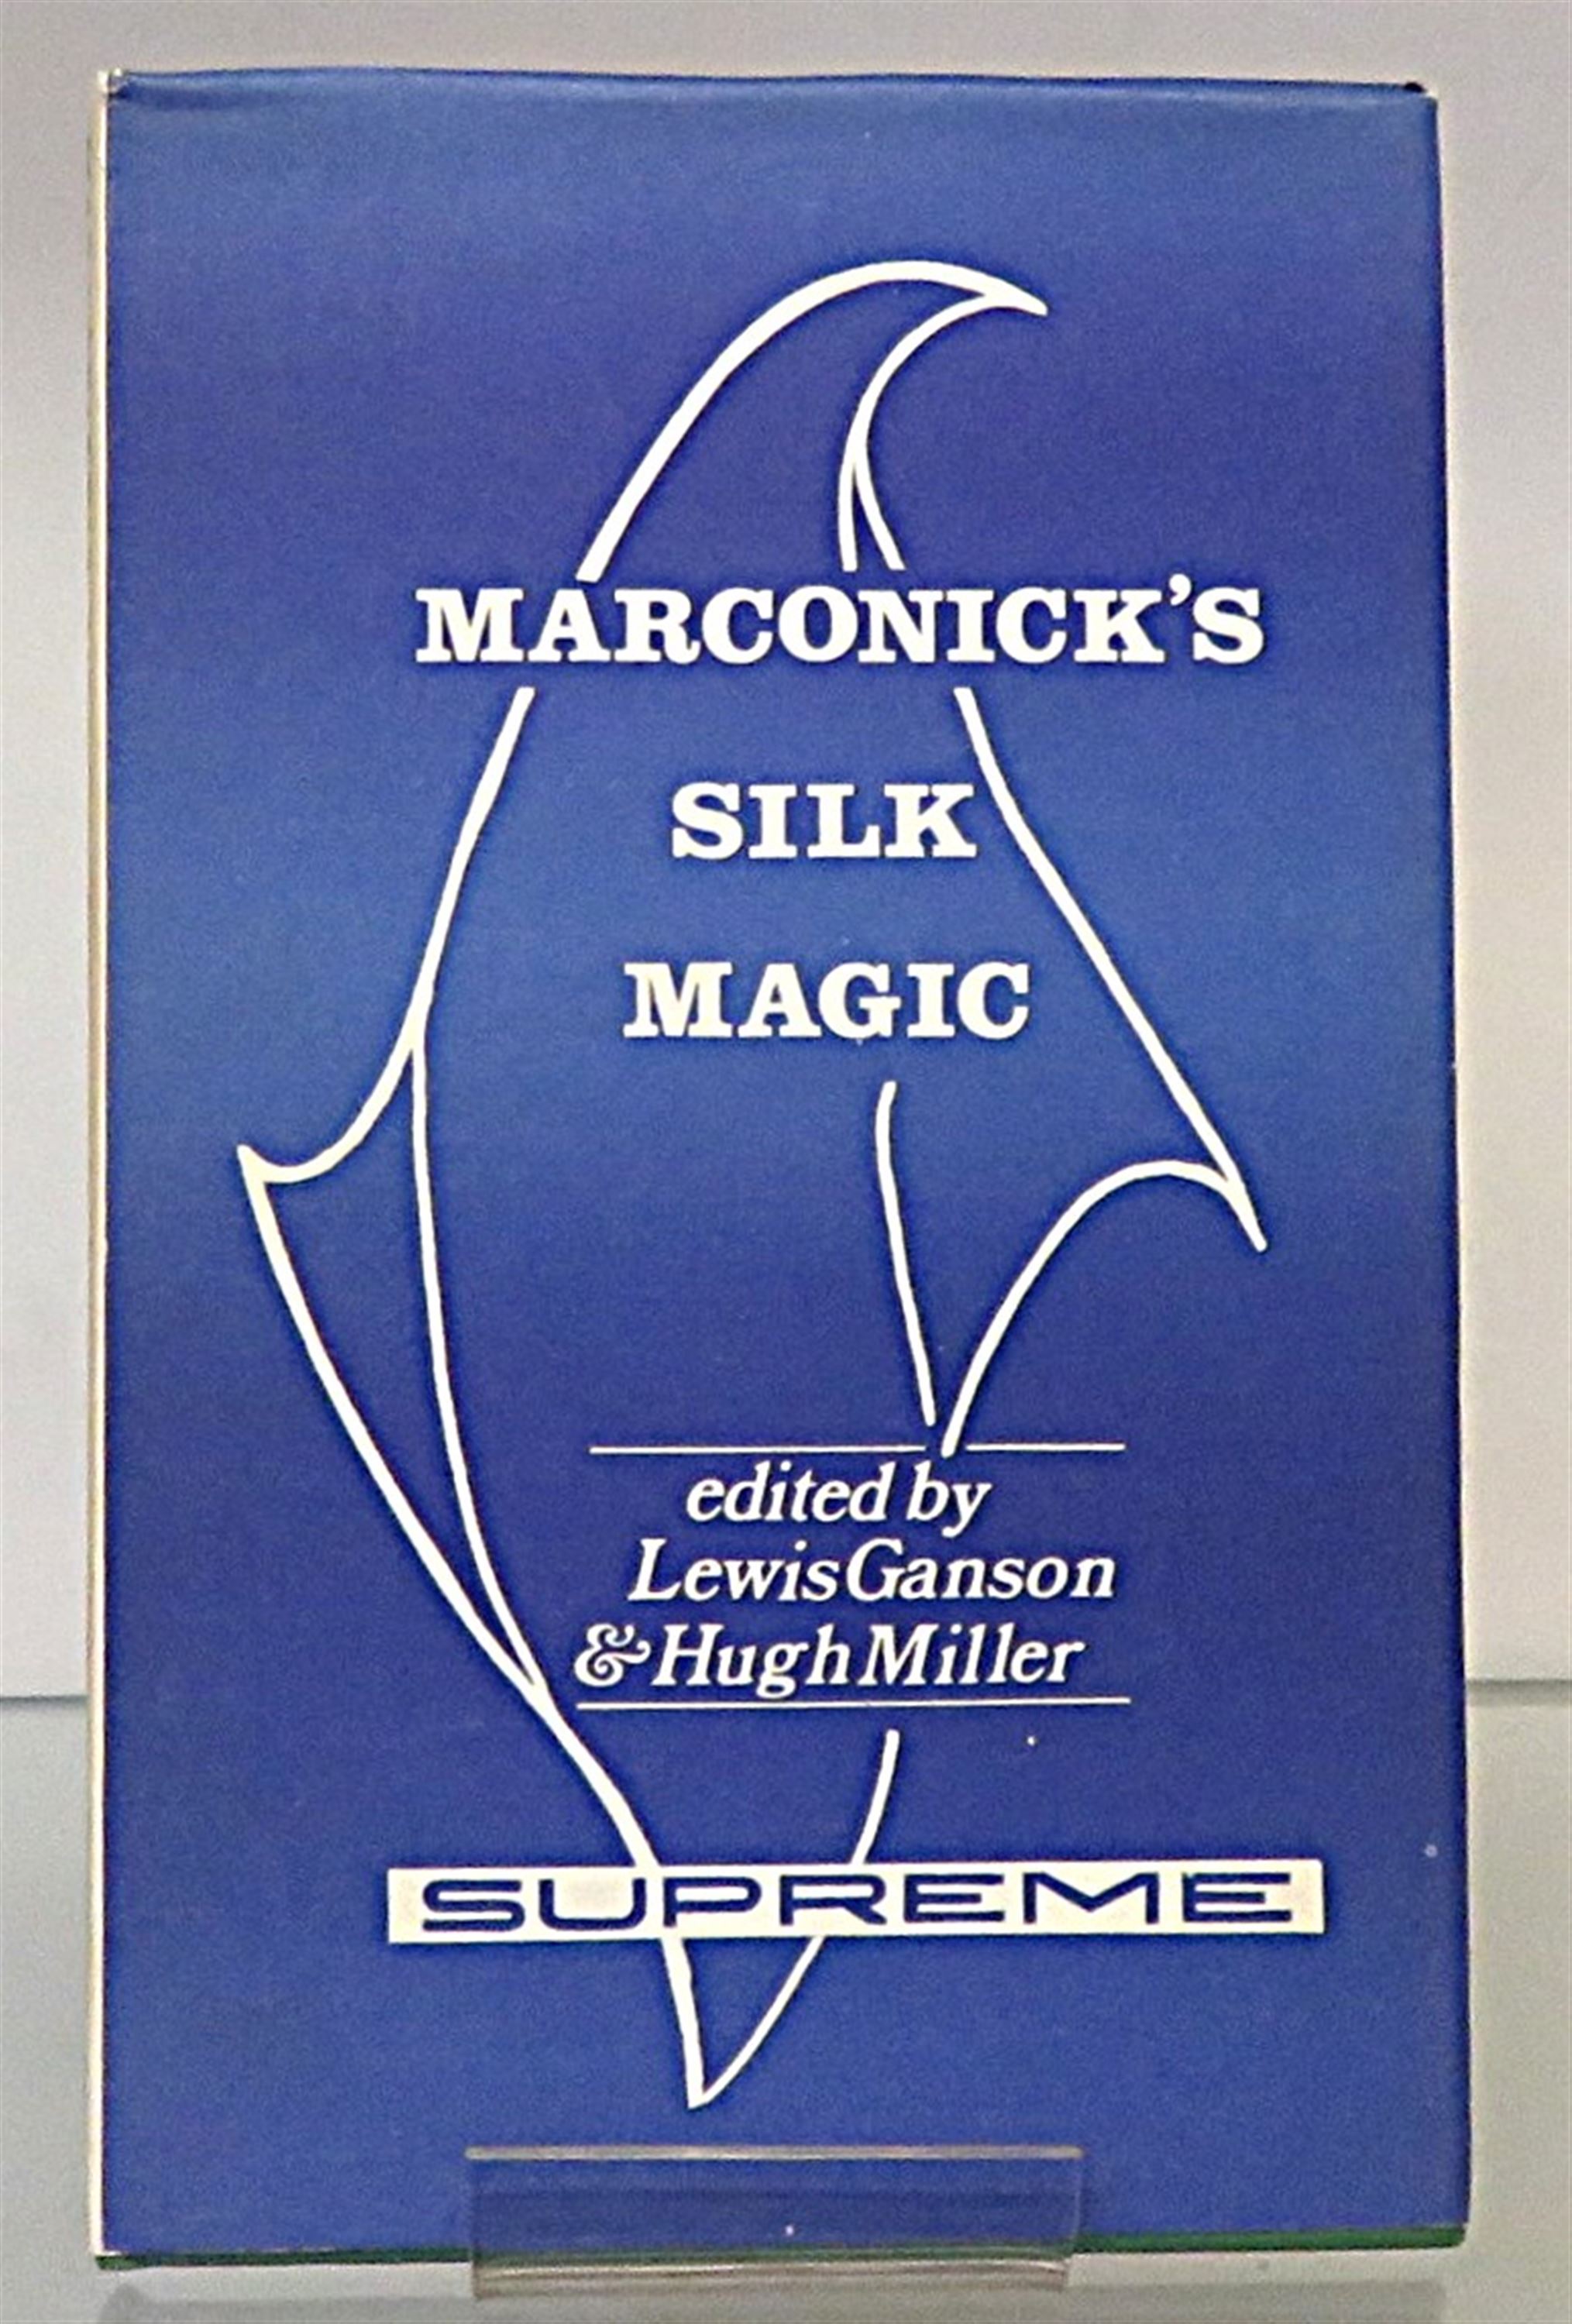 MARCONICK'S
SILK
MAGIC
edited by
Lewis Ganson
& Hugh Miller
SUPREME